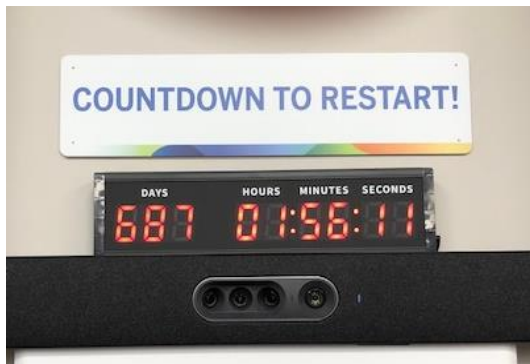 COUNTDOWN TO RESTART!
DAYS HOURS MINUTES SECONDS
687 01:56:11